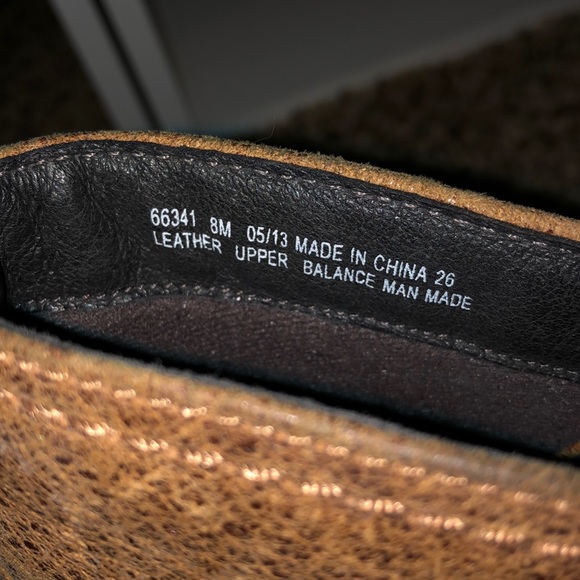 66341 8M 05/13 MADE IN CHINA 26
LEATHER UPPER BALANCE MAN MADE